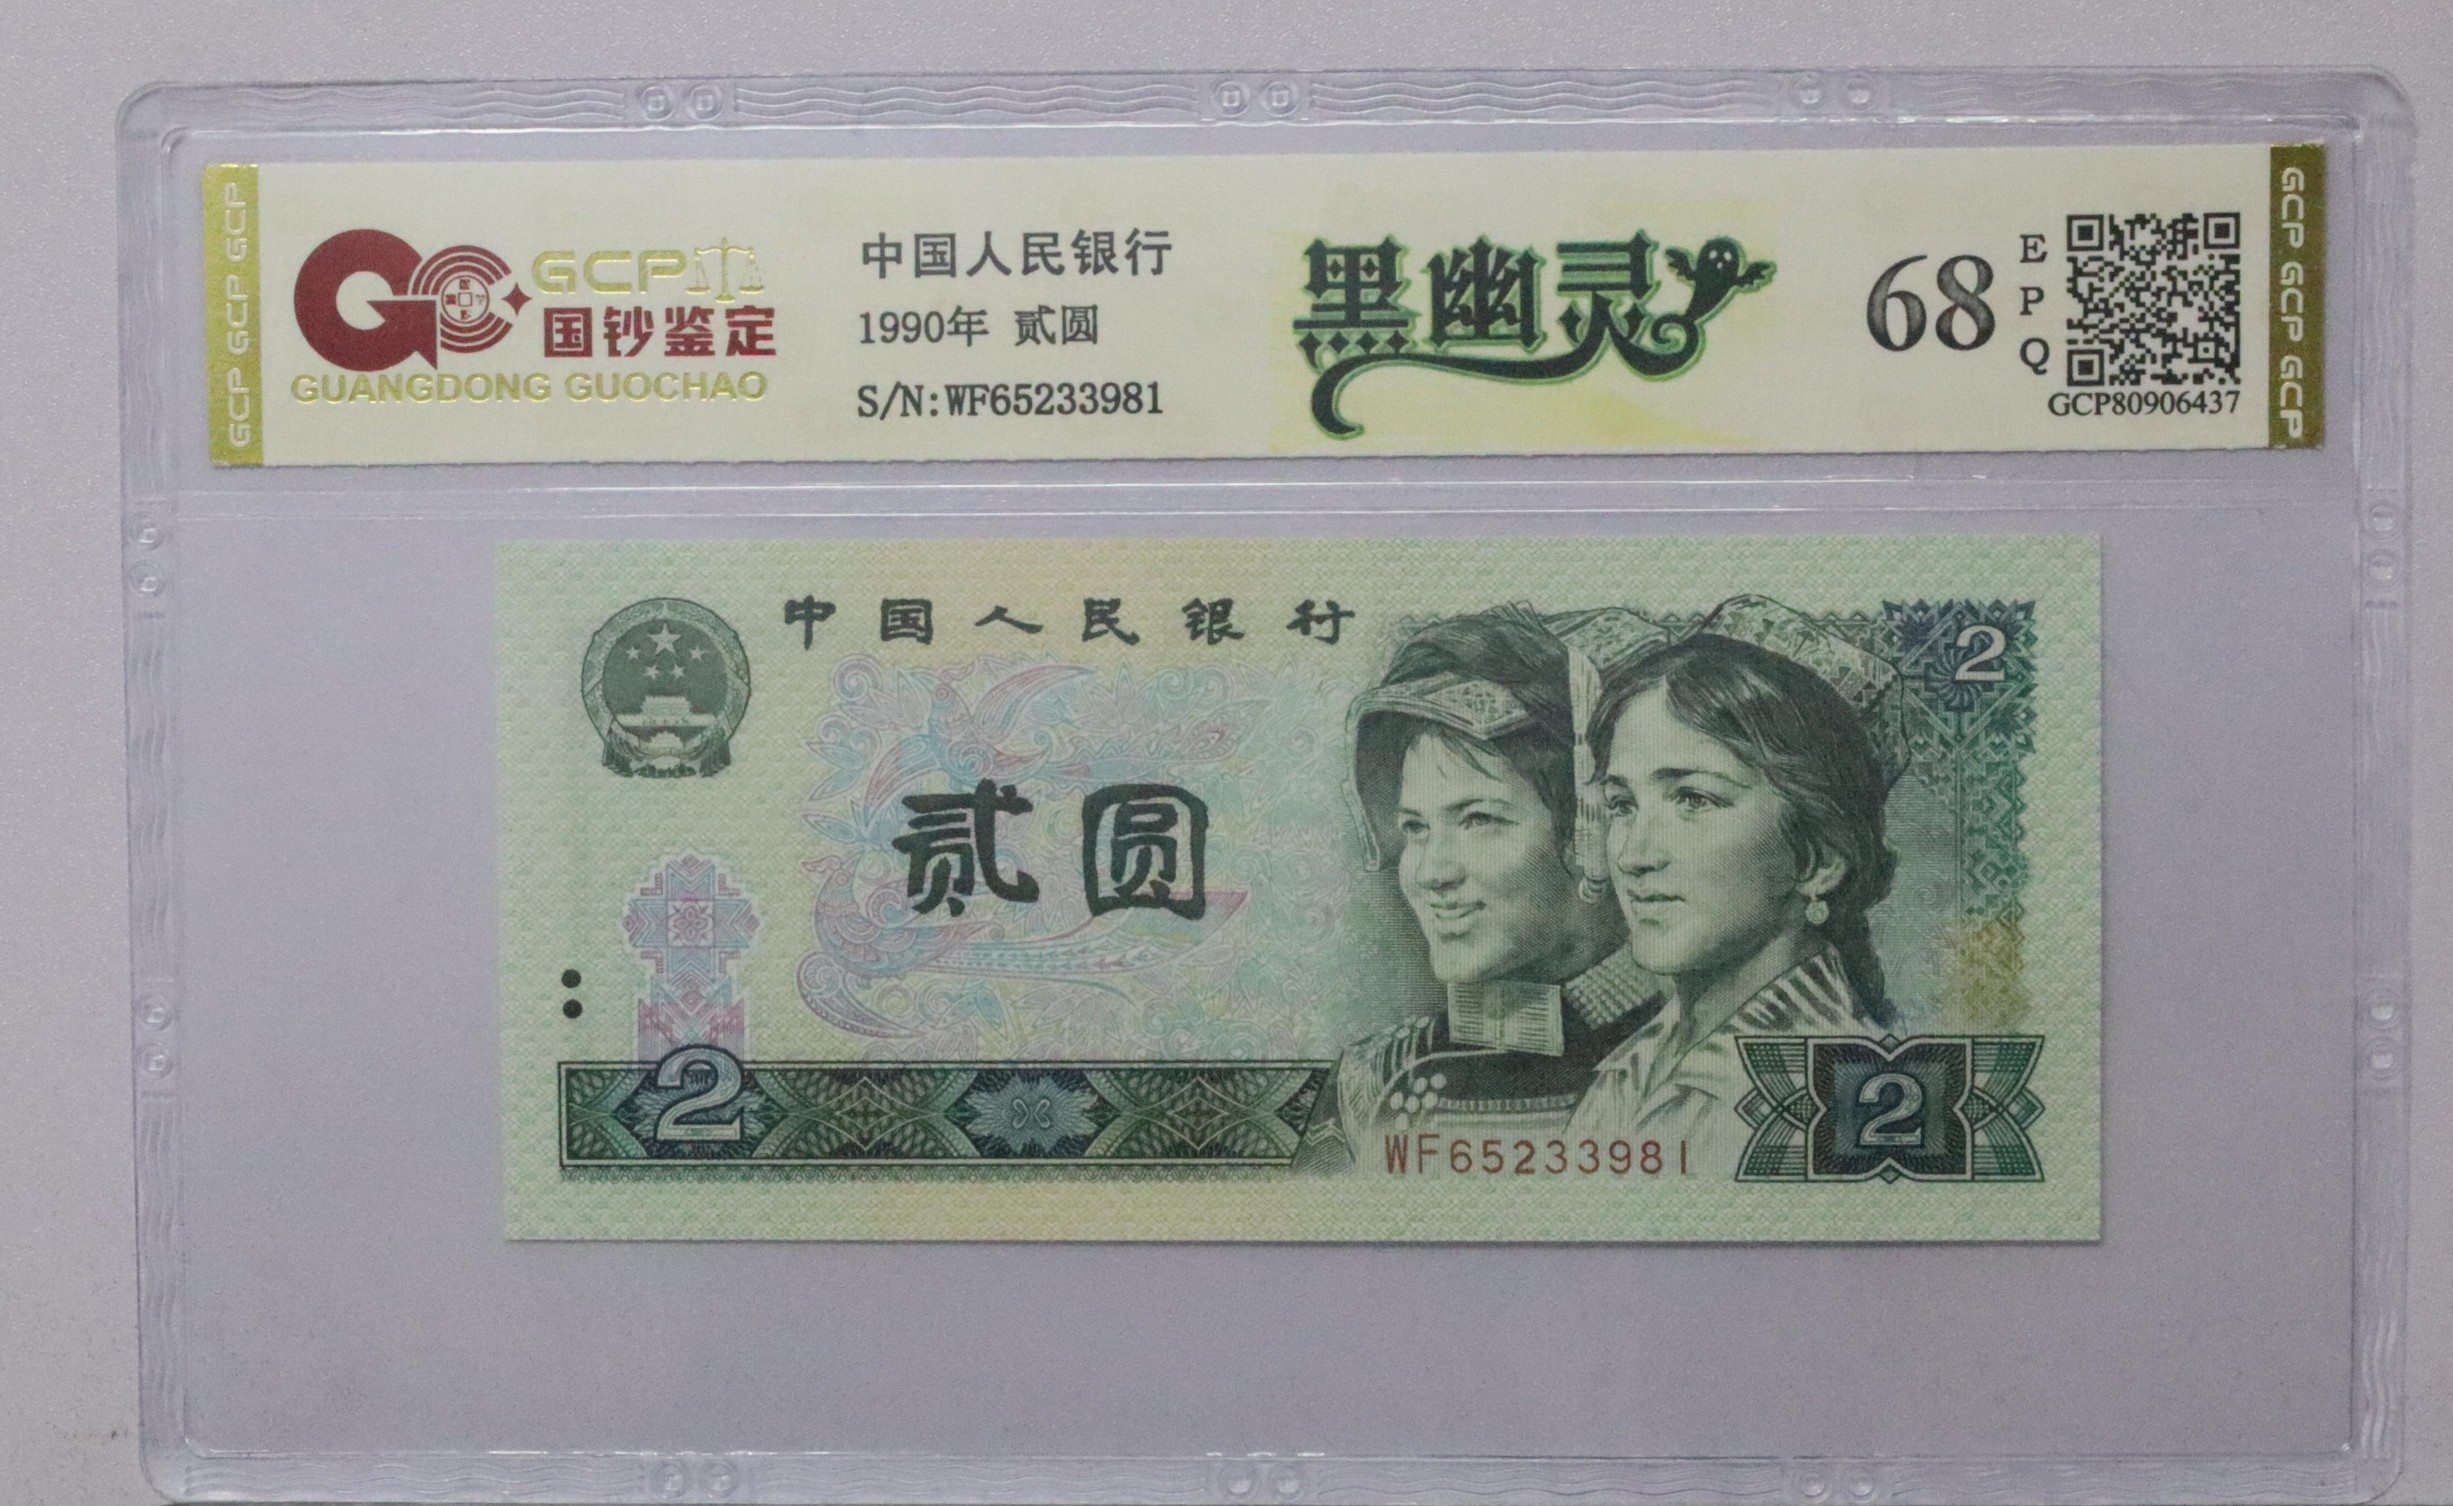 GCP GCP GCP
GCP
国钞鉴定
GUANGDONG GUOCHAO
中国人民银行
1990年 贰圆
S/N:WF65233981
黑幽灵
68
E
P
Q
GCP80906437
GCP GCP GCP
中国人民银行
2
贰圆
2
2
WF65233981